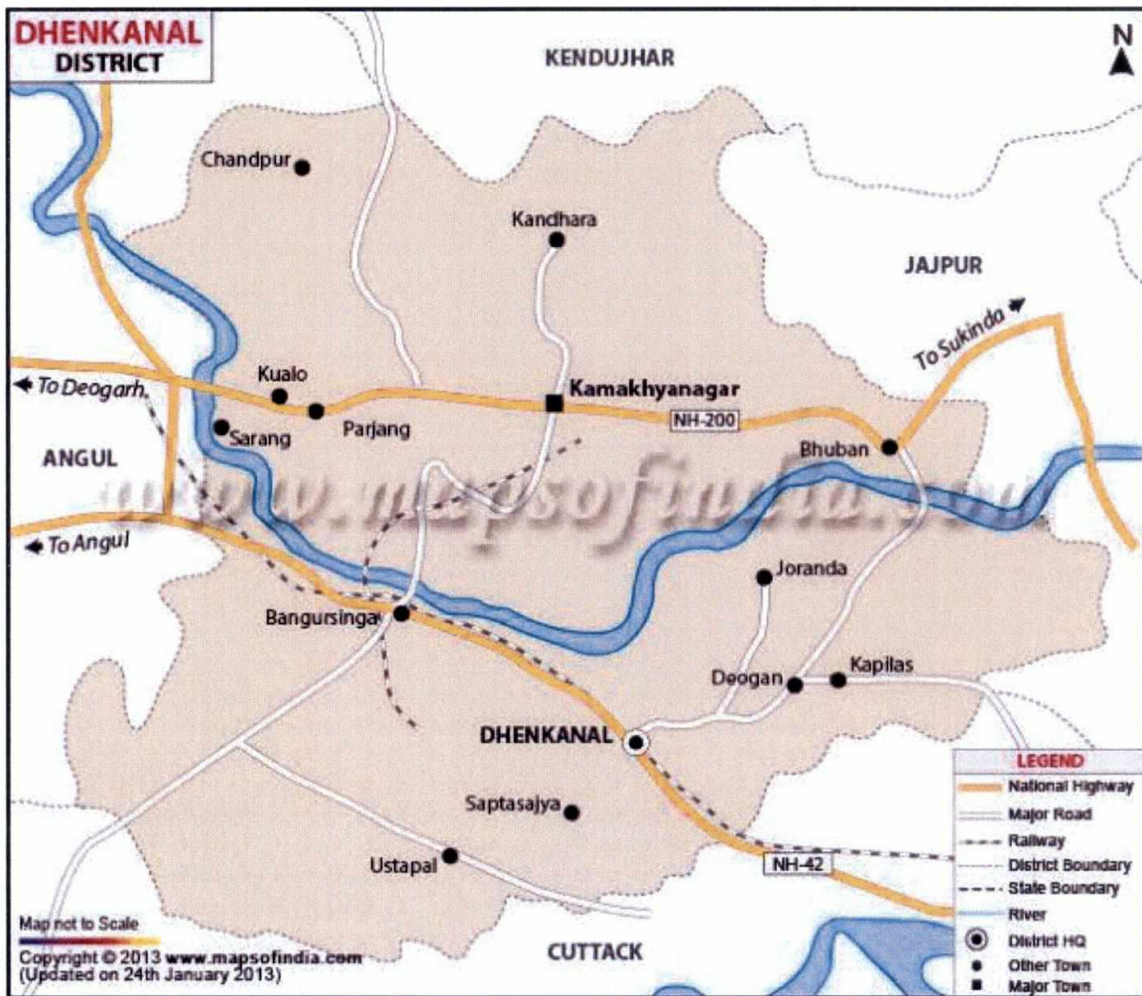 DHENKANAL
DISTRICT
N
KENDUJHAR
Chandpur
Kandhara
JAJPUR
To Sukinda
To Deogarh
Kualo
Kamakhyanagar
Parjang
NH-200
Sarang
Bhuban
ANGUL
www.mapsofindia.com
To Angul
Joranda
Bangursinga
Deogan
Kapilas
DHENKANAL
Saptasajya
Ustapal
NH-42
CUTTACK
LEGEND
National Highway
Major Road
Railway
District Boundary
State Boundary
River
District HQ
Other Town
Major Town
Map not to Scale
Copyright © 2013 www.mapsofindia.com
(Updated on 24th January 2013)